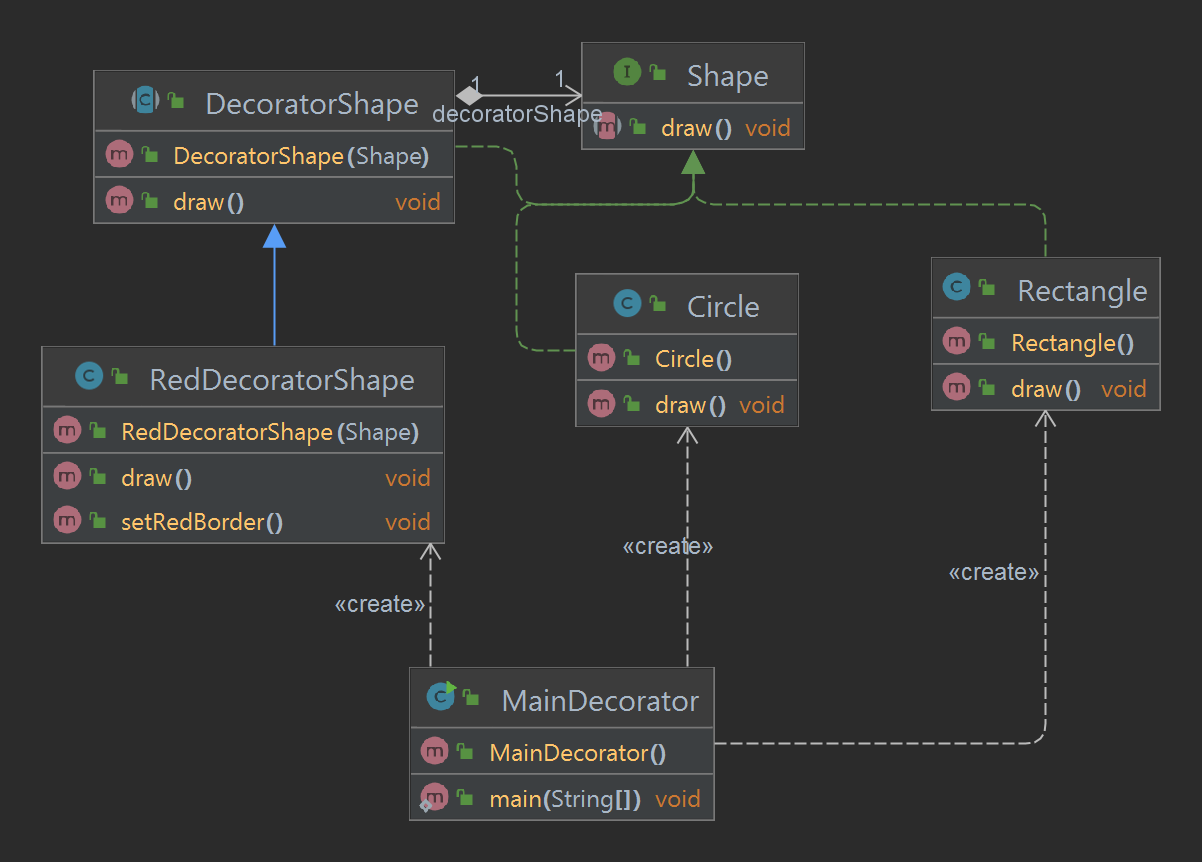 DecoratorShape
DecoratorShape(Shape)
draw() void
1 1
decoratorShape
I Shape
m draw() void
C Circle
m Circle()
m draw() void
C Rectangle
m Rectangle()
m draw() void
C RedDecoratorShape
m RedDecoratorShape(Shape)
m draw() void
m setRedBorder() void
«create»
«create»
«create»
C MainDecorator
m MainDecorator()
m main(String[]) void